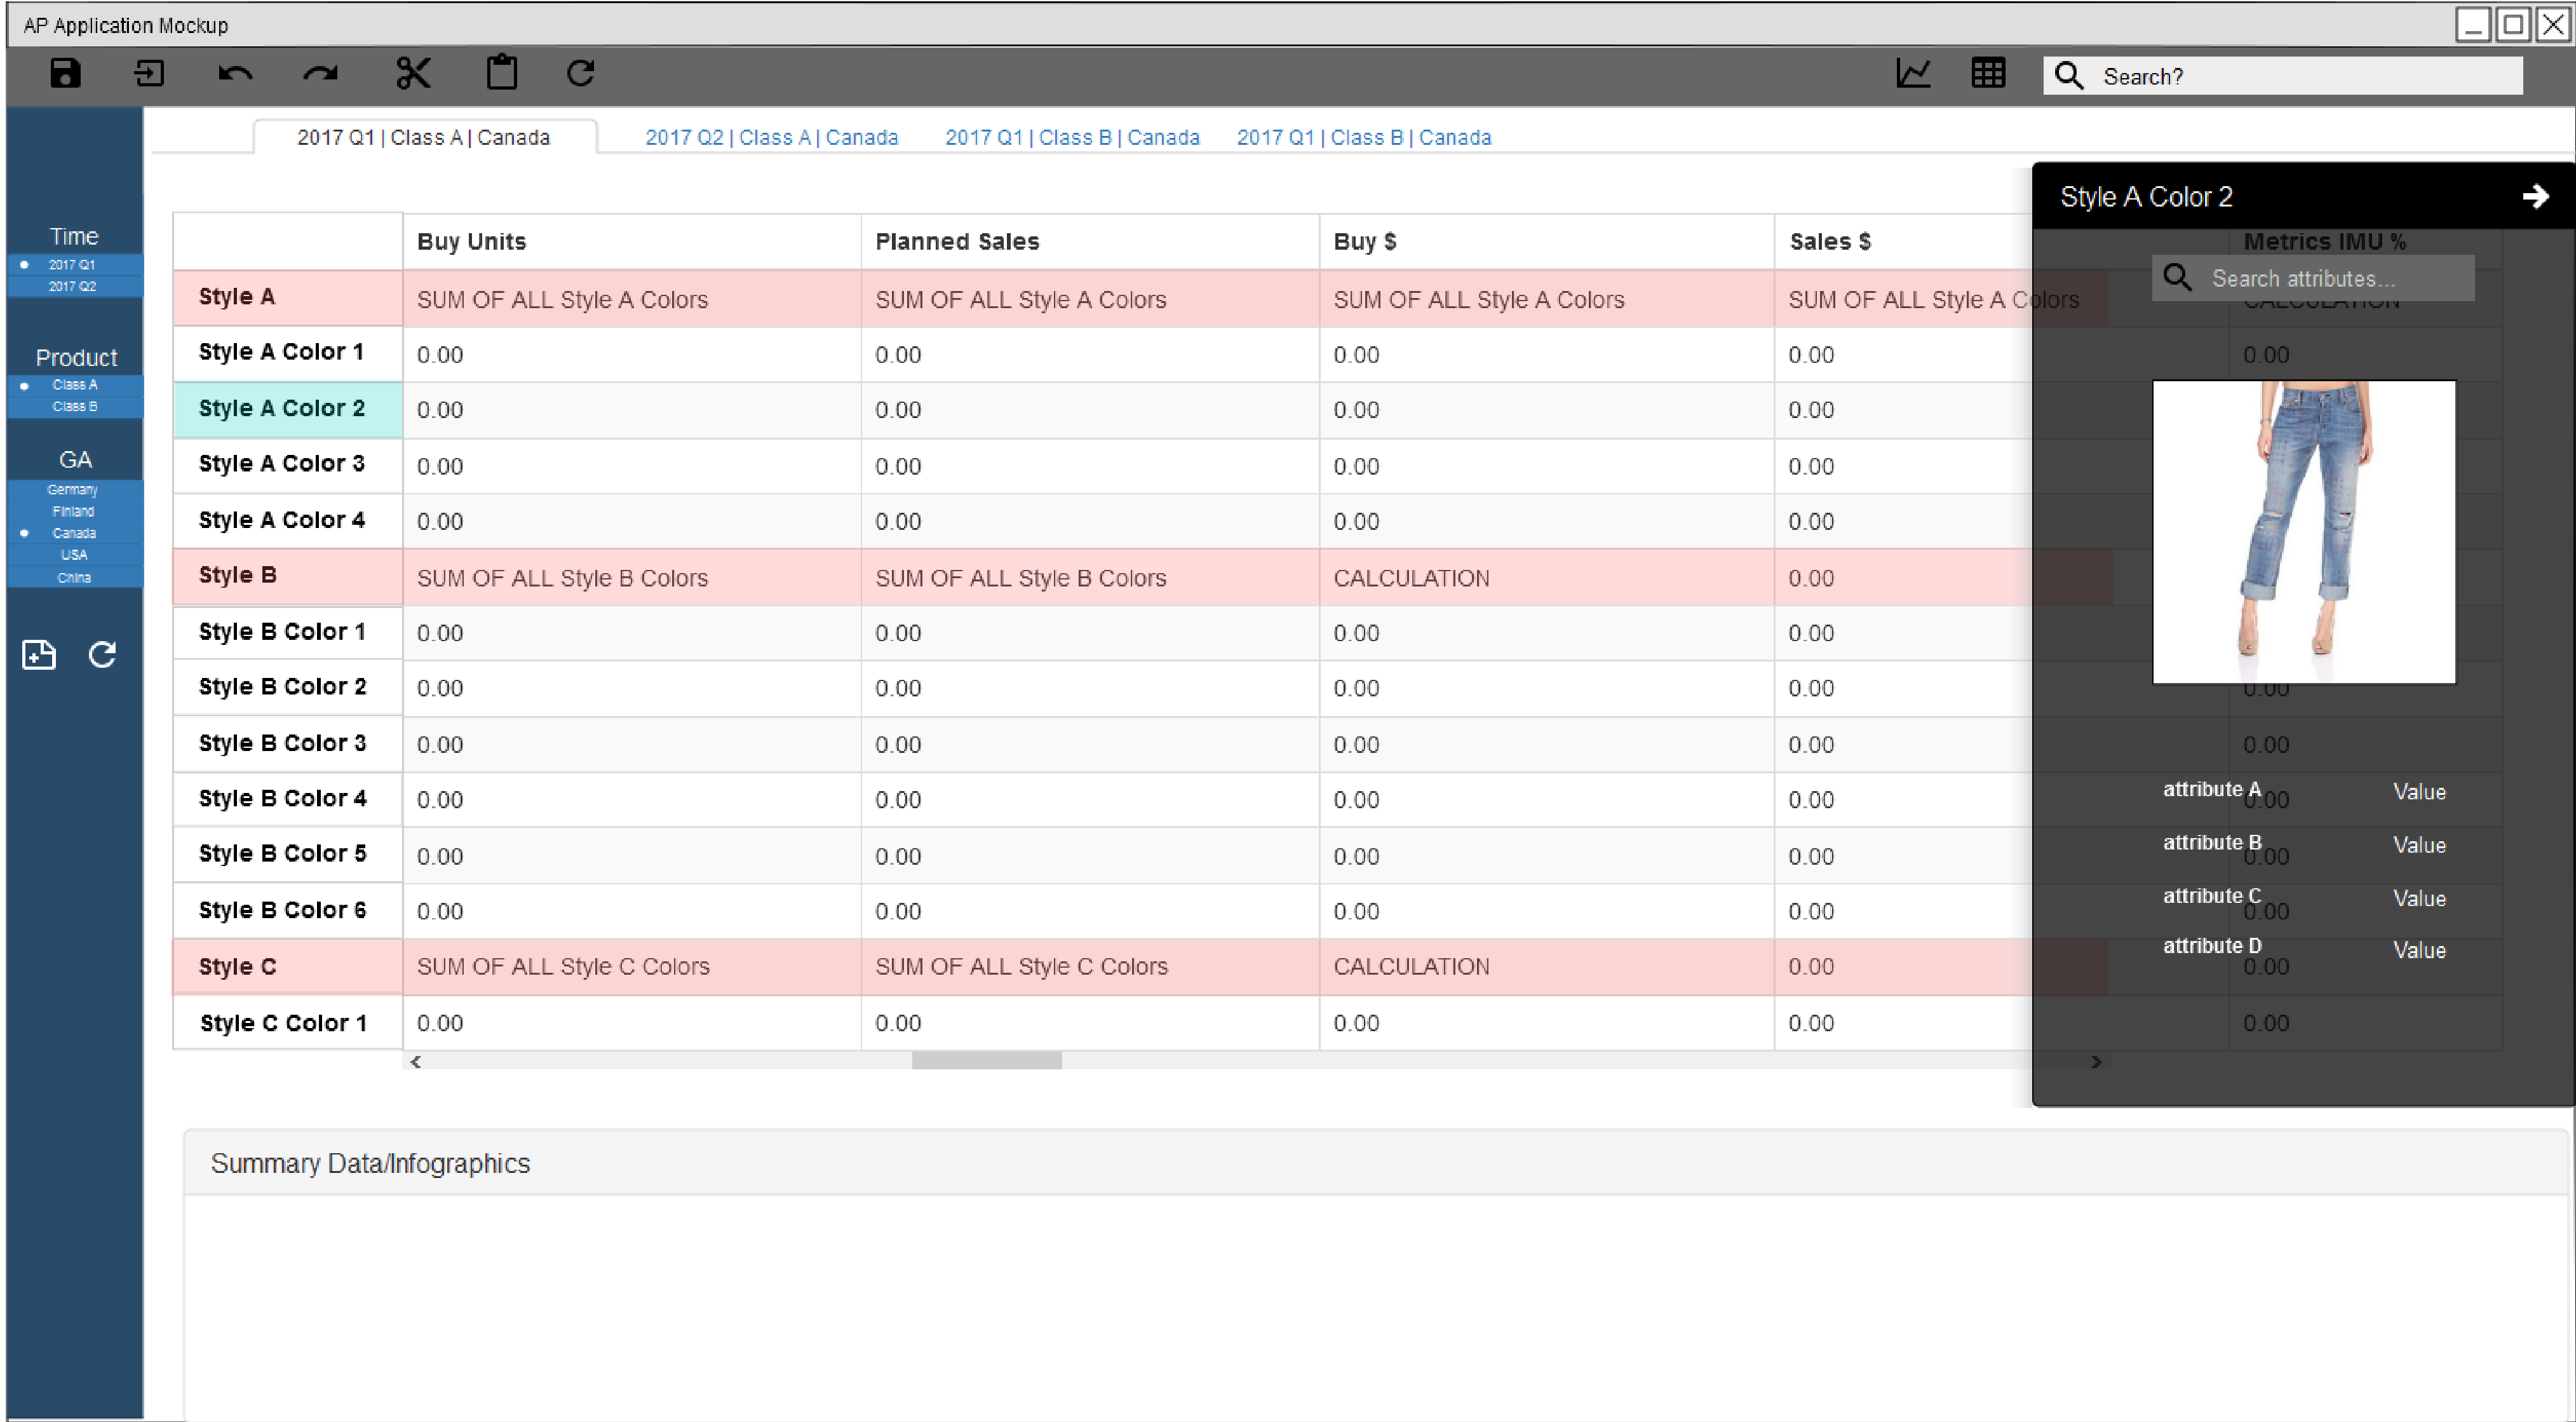 AP Application Mockup
Search?
2017 Q1 | Class A | Canada 2017 Q2 | Class A | Canada 2017 Q1 | Class B | Canada 2017 Q1 | Class B | Canada
Time
2017 Q1
2017 Q2
Product
Class A
Class B
GA
Germany
Finland
Canada
USA
China
Buy Units Planned Sales Buy $ Sales $ Metrics IMU %
Style A SUM OF ALL Style A Colors SUM OF ALL Style A Colors SUM OF ALL Style A Colors SUM OF ALL Style A Colors CALCULATION
Style A Color 1 0.00 0.00 0.00 0.00 0.00
Style A Color 2 0.00 0.00 0.00 0.00
Style A Color 3 0.00 0.00 0.00 0.00
Style A Color 4 0.00 0.00 0.00 0.00
Style B SUM OF ALL Style B Colors SUM OF ALL Style B Colors CALCULATION 0.00
Style B Color 1 0.00 0.00 0.00 0.00
Style B Color 2 0.00 0.00 0.00 0.00 0.00
Style B Color 3 0.00 0.00 0.00 0.00 0.00
Style B Color 4 0.00 0.00 0.00 0.00 0.00
Style B Color 5 0.00 0.00 0.00 0.00 0.00
Style B Color 6 0.00 0.00 0.00 0.00 0.00
Style C SUM OF ALL Style C Colors SUM OF ALL Style C Colors CALCULATION 0.00 0.00
Style C Color 1 0.00 0.00 0.00 0.00 0.00
Style A Color 2
Search attributes...
attribute A Value
attribute B Value
attribute C Value
attribute D Value
Summary Data/Infographics